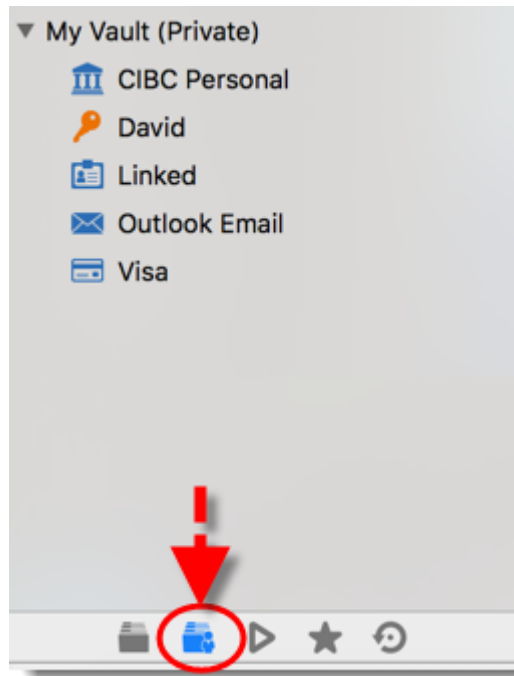 My Vault (Private)
CIBC Personal
David
Linked
Outlook Email
Visa